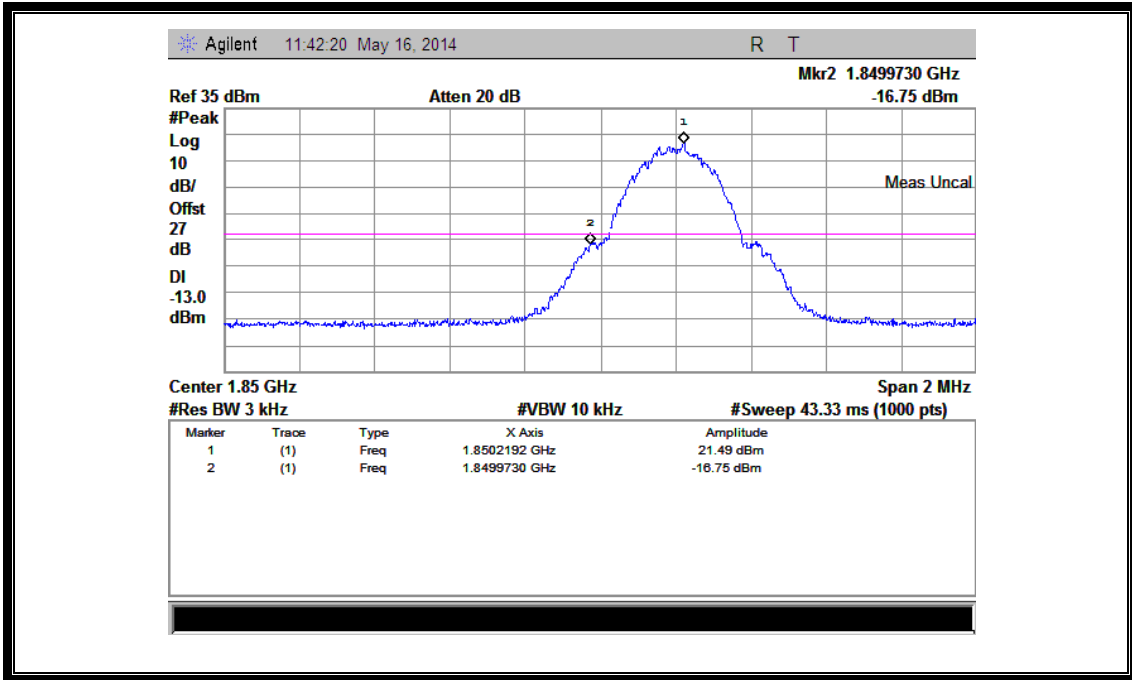 Agilent 11:42:20 May 16, 2014 R T
Mkr2 1.8499730 GHz
Ref 35 dBm Atten 20 dB -16.75 dBm
#Peak
Log
10
dB/
Offst
27
dB
DI
-13.0
dBm
1
Meas Uncal
2
Center 1.85 GHz Span 2 MHz
#Res BW 3 kHz #VBW 10 kHz #Sweep 43.33 ms (1000 pts)
Marker Trace Type X Axis Amplitude
1 (1) Freq 1.8502192 GHz 21.49 dBm
2 (1) Freq 1.8499730 GHz -16.75 dBm